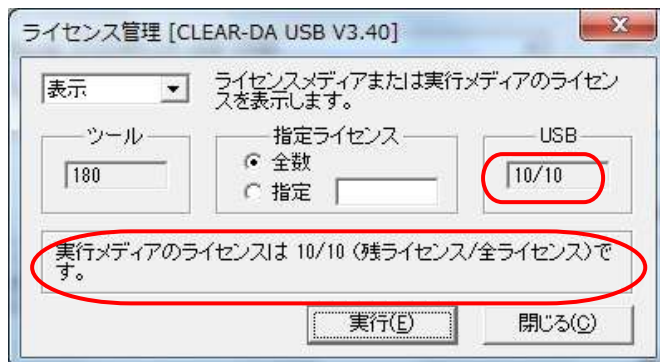 ライセンス管理 [CLEAR-DA USB V3.40]
表示
ライセンスメディアまたは実行メディアのライセン
スを表示します。
ツール
180
指定ライセンス
全数
指定
USB
10/10
実行メディアのライセンスは 10/10 (残ライセンス/全ライセンス)で
す。
実行(E)
閉じる(C)